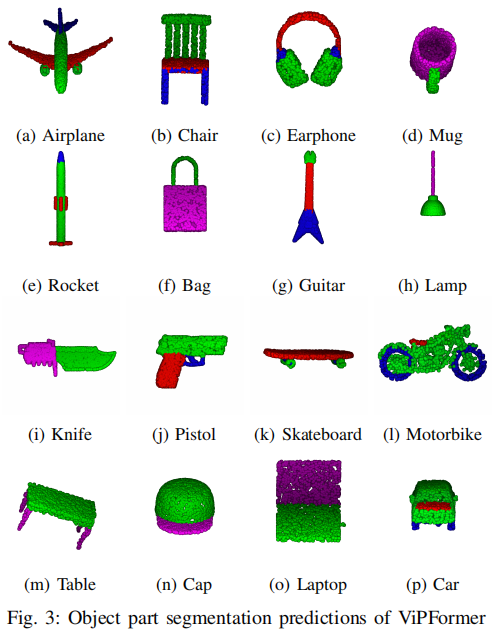 (a) Airplane (b) Chair (c) Earphone (d) Mug
(e) Rocket (f) Bag (g) Guitar (h) Lamp
(i) Knife (j) Pistol (k) Skateboard (l) Motorbike
(m) Table (n) Cap (o) Laptop (p) Car
Fig. 3: Object part segmentation predictions of ViPFormer